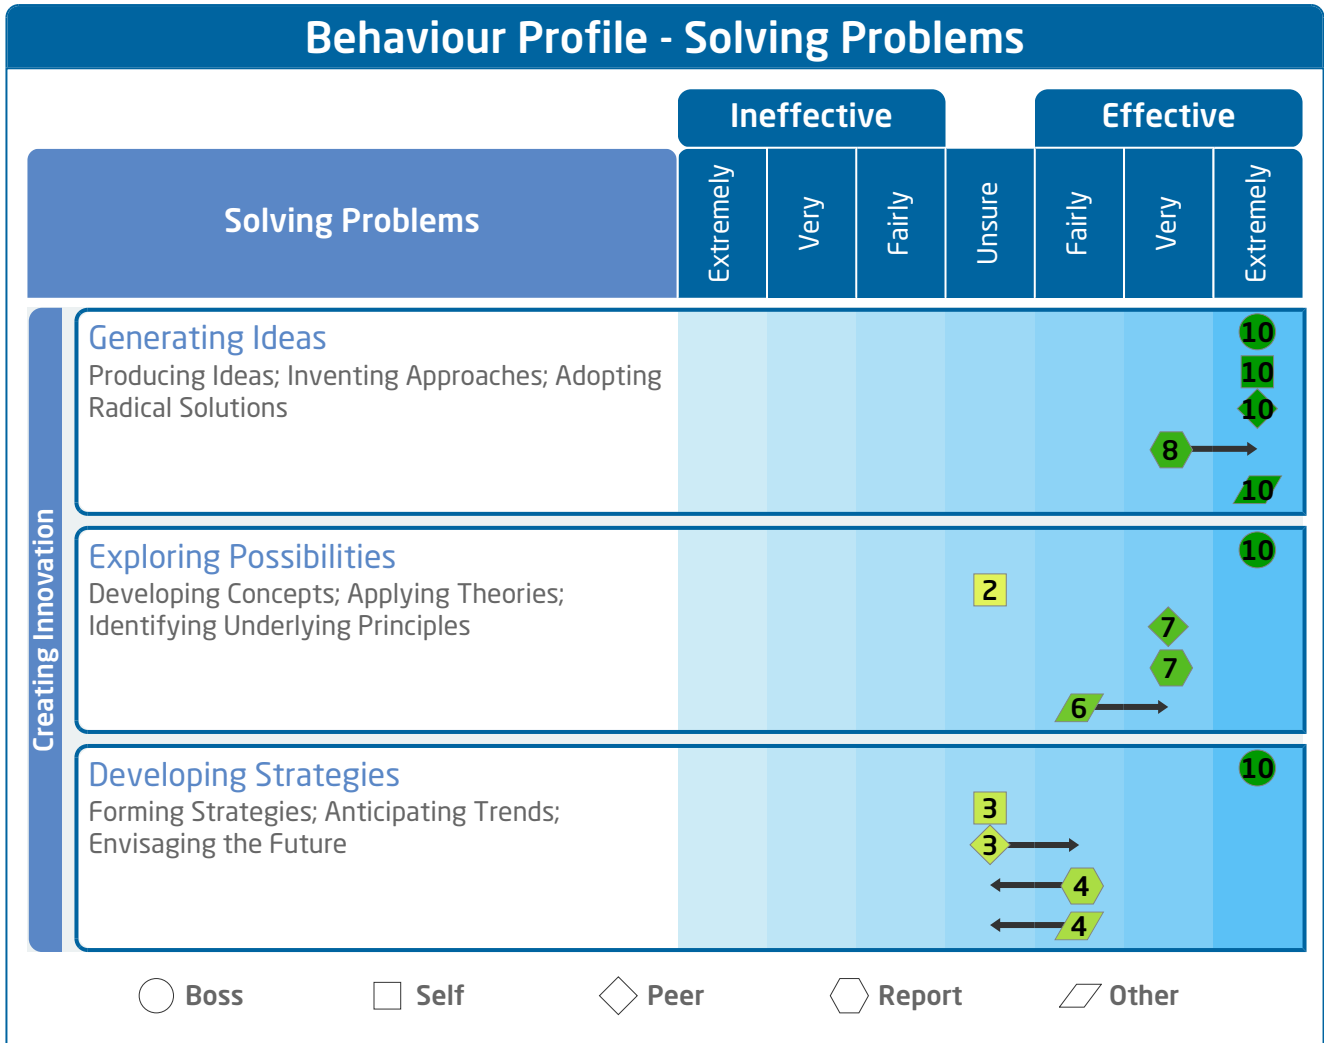 Behaviour Profile - Solving Problems
Ineffective
Effective
Solving Problems
Extremely
Very
Fairly
Unsure
Fairly
Very
Extremely
Creating Innovation
Generating Ideas
Producing Ideas; Inventing Approaches; Adopting
Radical Solutions
10
10
10
8
10
Exploring Possibilities
Developing Concepts; Applying Theories;
Identifying Underlying Principles
10
2
7
7
6
Developing Strategies
Forming Strategies; Anticipating Trends;
Envisaging the Future
10
3
3
4
4
Boss
Self
Peer
Report
Other